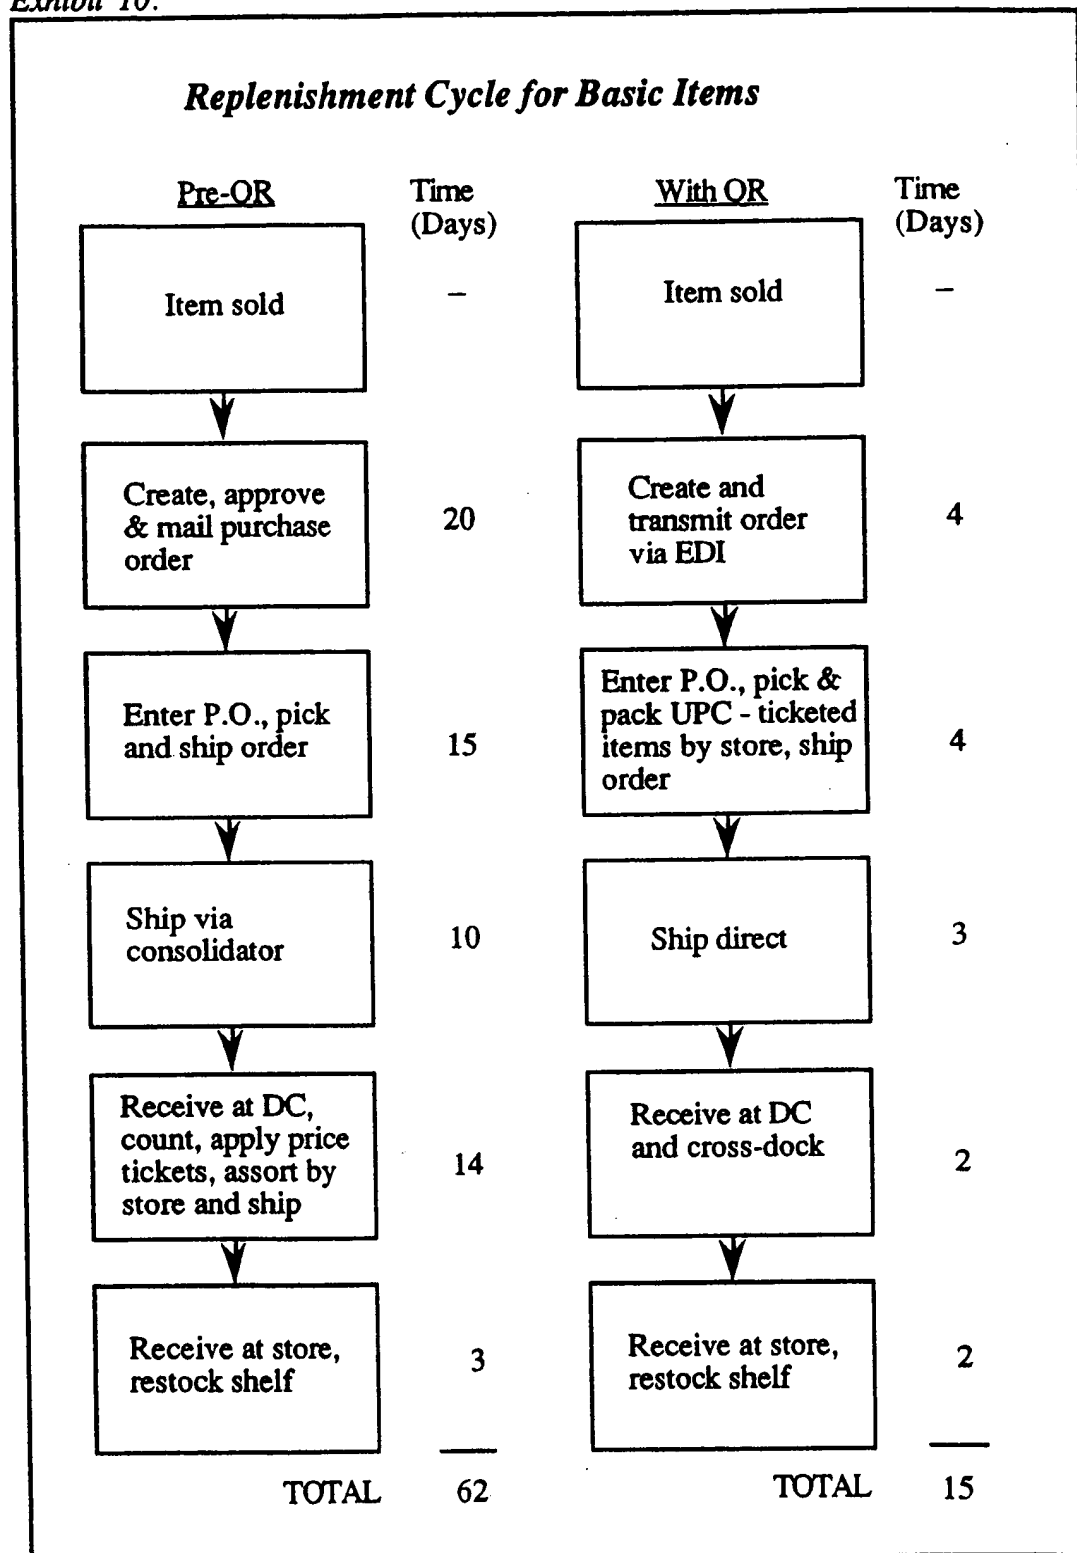 Exhibit 10.
Replenishment Cycle for Basic Items
Pre-QR
Time
(Days)
With QR
Time
(Days)
Item sold
–
Item sold
–
Create, approve
& mail purchase
order
20
Create and
transmit order
via EDI
4
Enter P.O., pick
and ship order
15
Enter P.O., pick &
pack UPC - ticketed
items by store, ship
order
4
Ship via
consolidator
10
Ship direct
3
Receive at DC,
count, apply price
tickets, assort by
store and ship
14
Receive at DC
and cross-dock
2
Receive at store,
restock shelf
3
Receive at store,
restock shelf
2
TOTAL 62
TOTAL 15